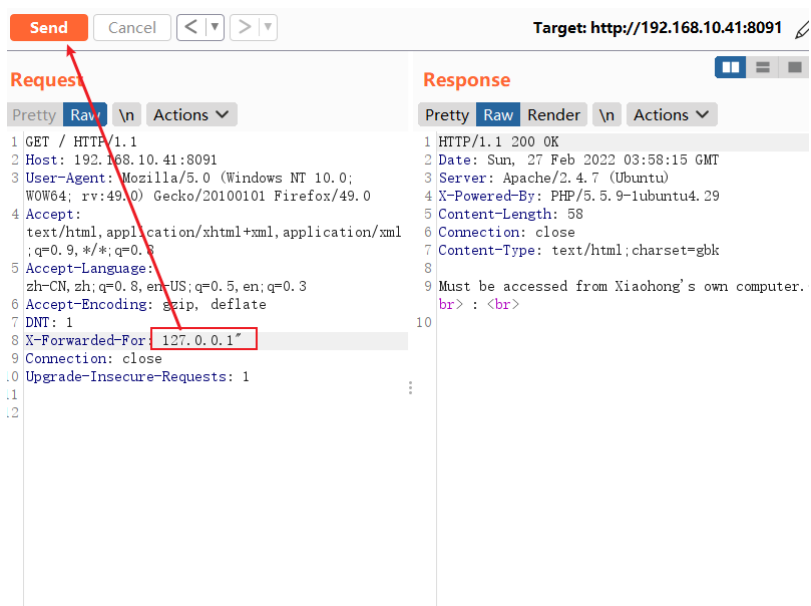 Send Cancel < > Target: http://192.168.10.41:8091
Request
Pretty Raw \n Actions
1 GET / HTTP/1.1
2 Host: 192.168.10.41:8091
3 User-Agent: Mozilla/5.0 (Windows NT 10.0;
WOW64; rv:49.0) Gecko/20100101 Firefox/49.0
4 Accept:
text/html,application/xhtml+xml,application/xml
;q=0.9,*/*;q=0.8
5 Accept-Language:
zh-CN,zh;q=0.8,en-US;q=0.5,en;q=0.3
6 Accept-Encoding: gzip, deflate
7 DNT: 1
8 X-Forwarded-For: 127.0.0.1"
9 Connection: close
.0 Upgrade-Insecure-Requests: 1
.1
.2
Response
Pretty Raw Render \n Actions
1 HTTP/1.1 200 OK
2 Date: Sun, 27 Feb 2022 03:58:15 GMT
3 Server: Apache/2.4.7 (Ubuntu)
4 X-Powered-By: PHP/5.5.9-1ubuntu4.29
5 Content-Length: 58
6 Connection: close
7 Content-Type: text/html;charset=gbk
8
9 Must be accessed from Xiaohong's own computer.
br> : <br>
10